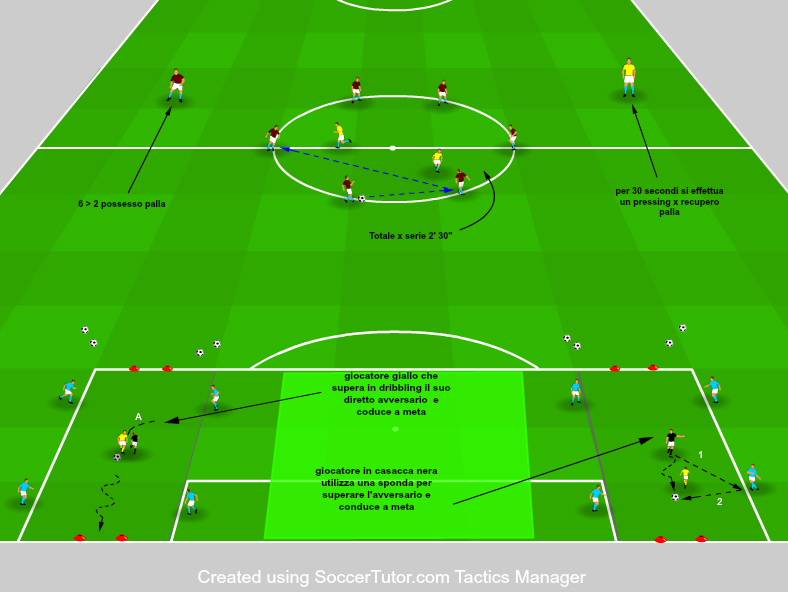 6 > 2 possesso palla
per 30 secondi si effettua
un pressing x recupero
palla
Totale x serie 2' 30"
giocatore giallo che
supera in dribbling il suo
diretto avversario e
coduce a meta
A
giocatore in casacca nera
utilizza una sponda per
superare l'avversario e
conduce a meta
1
2
Created using SoccerTutor.com Tactics Manager